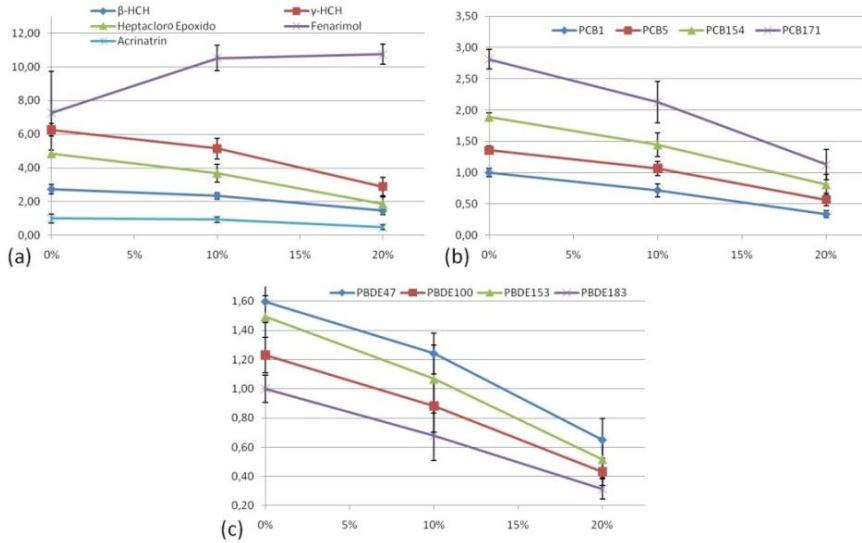 β-HCH
γ-HCH
Heptacloro Epoxido
Fenarimol
Acrinatrin
12,00
10,00
8,00
6,00
4,00
2,00
0,00
0%
5%
10%
15%
20%
(a)
PCB1
PCB5
PCB154
PCB171
3,50
3,00
2,50
2,00
1,50
1,00
0,50
0,00
0%
5%
10%
15%
20%
(b)
PBDE47
PBDE100
PBDE153
PBDE183
1,60
1,40
1,20
1,00
0,80
0,60
0,40
0,20
0%
5%
10%
15%
20%
(c)